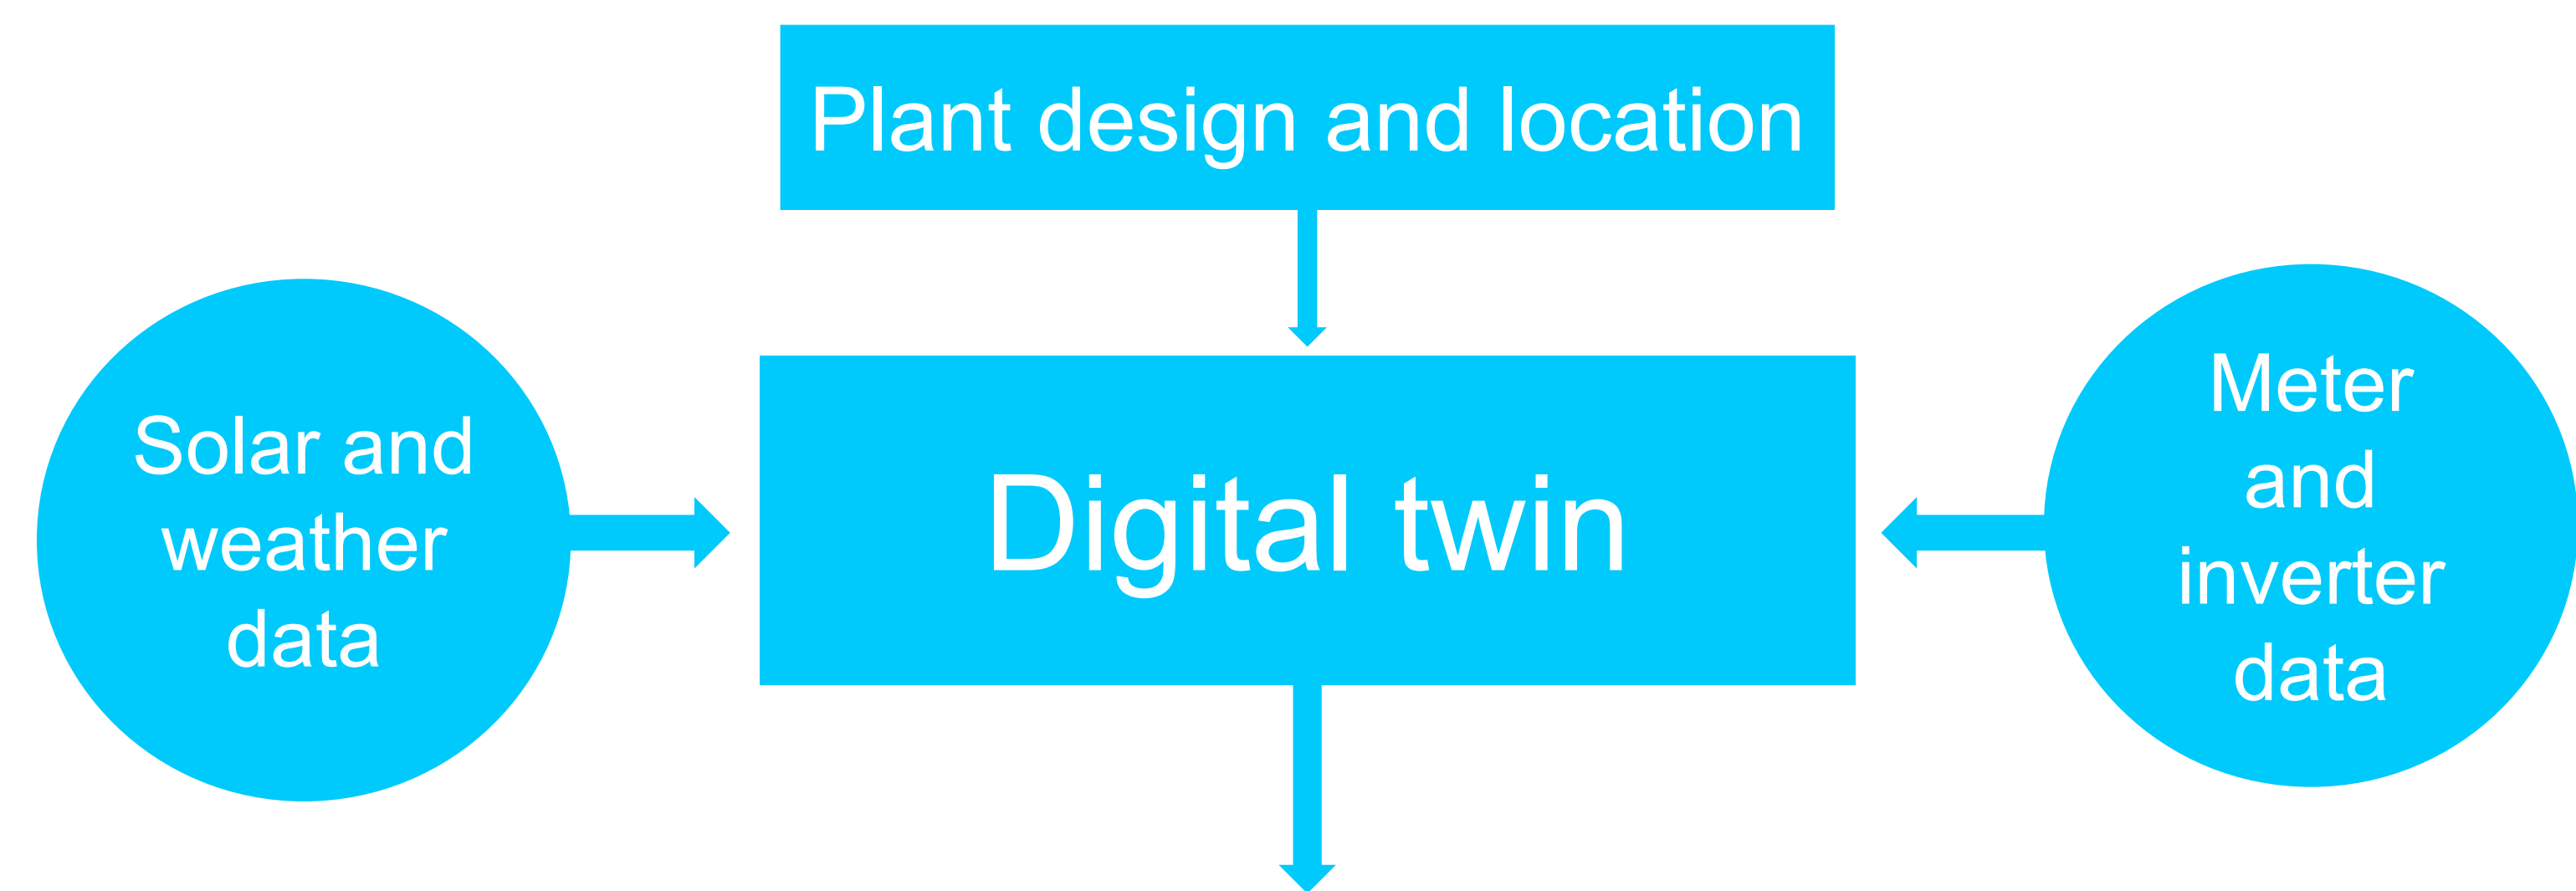 Plant design and location
Solar and
weather
data
Digital twin
Meter
and
inverter
data